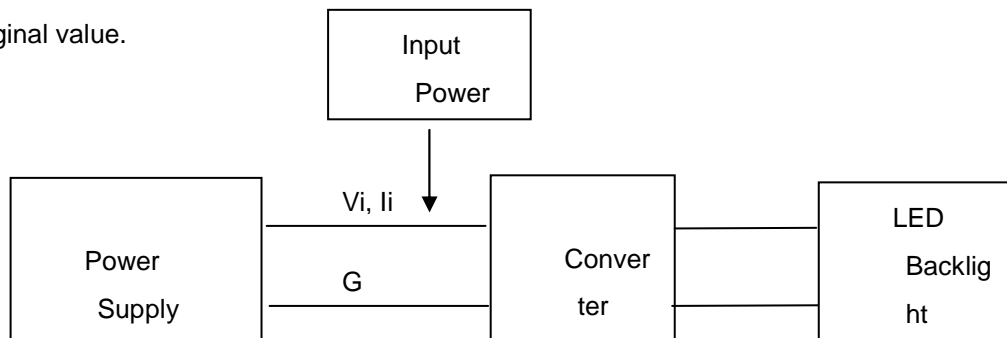 ginal value.
Input
Power
Vi, Ii
G
Power
Supply
Conver
ter
LED
Backlig
ht